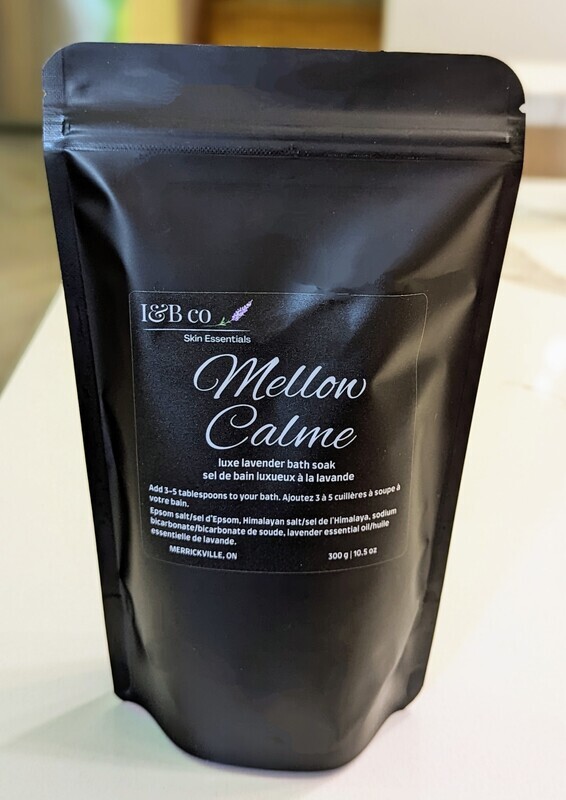 I&B co
Skin Essentials
Mellow
Calme
luxe lavender bath soak
sel de bain luxueux à la lavande
Add 3-5 tablespoons to your bath. Ajoutez 3 à 5 cuillères à soupe à
votre bain.
Epsom salt/sel d'Epsom, Himalayan salt/sel de l'Himalaya, sodium
bicarbonate/bicarbonate de soude, lavender essential oil/huile
essentielle de lavande.
MERRICKVILLE, ON 300 g | 10.5 oz